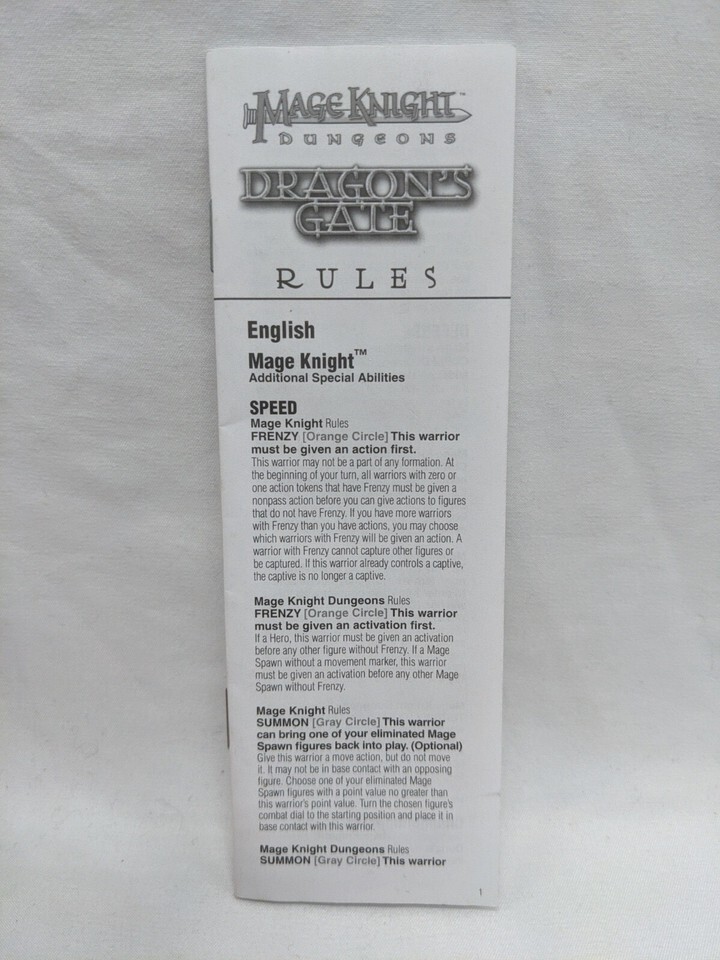 MAGE KNIGHT™
DUNGEONS
DRAGON'S
GATE
RULES
English
Mage Knight™
Additional Special Abilities
SPEED
Mage Knight Rules
FRENZY [Orange Circle] This warrior
must be given an action first.
This warrior may not be a part of any formation. At
the beginning of your turn, all warriors with zero or
one action tokens that have Frenzy must be given a
nonpass action before you can give actions to figures
that do not have Frenzy. If you have more warriors
with Frenzy than you have actions, you may choose
which warriors with Frenzy will be given an action. A
warrior with Frenzy cannot capture other figures or
be captured. If this warrior already controls a captive,
the captive is no longer a captive.
Mage Knight Dungeons Rules
FRENZY [Orange Circle] This warrior
must be given an activation first.
If a Hero, this warrior must be given an activation
before any other figure without Frenzy. If a Mage
Spawn without a movement marker, this warrior
must be given an activation before any other Mage
Spawn without Frenzy.
Mage Knight Rules
SUMMON [Gray Circle] This warrior
can bring one of your eliminated Mage
Spawn figures back into play. (Optional)
Give this warrior a move action, but do not move
it. It may not be in base contact with an opposing
figure. Choose one of your eliminated Mage
Spawn figures with a point value no greater than
this warrior's point value. Turn the chosen figure's
combat dial to the starting position and place it in
base contact with this warrior.
Mage Knight Dungeons Rules
SUMMON [Gray Circle] This warrior
1